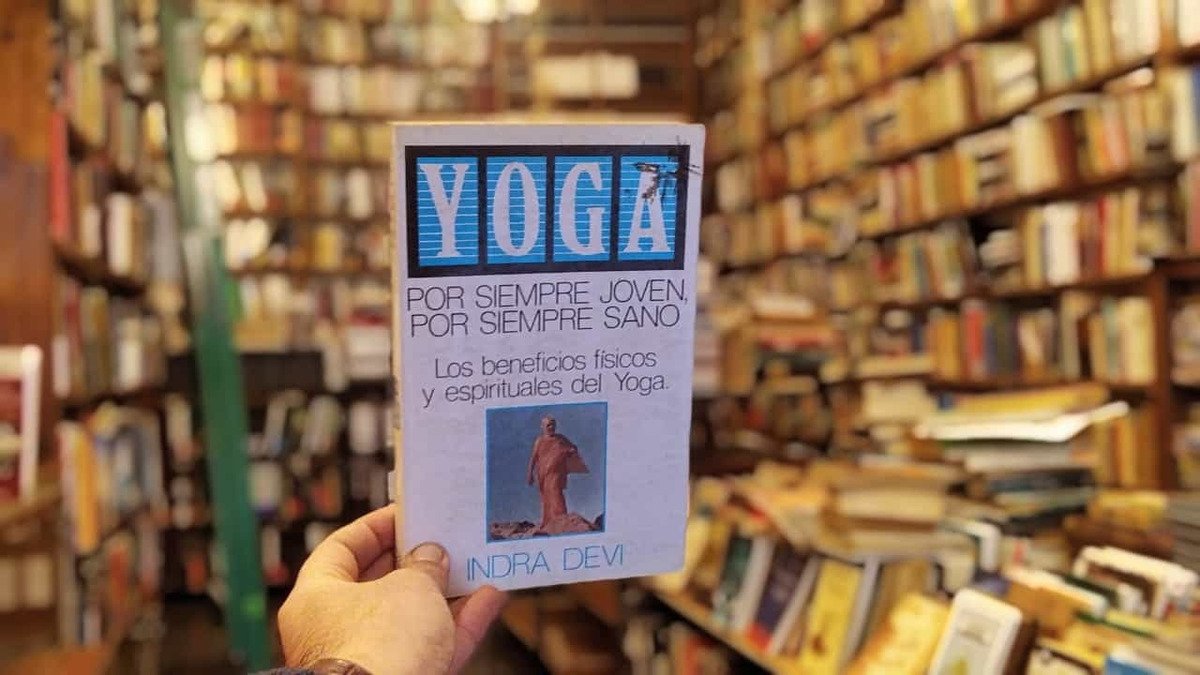 YOGA
POR SIEMPRE JOVEN,
POR SIEMPRE SANO
Los beneficios físicos
y espirituales del Yoga.
INDRA DEVI